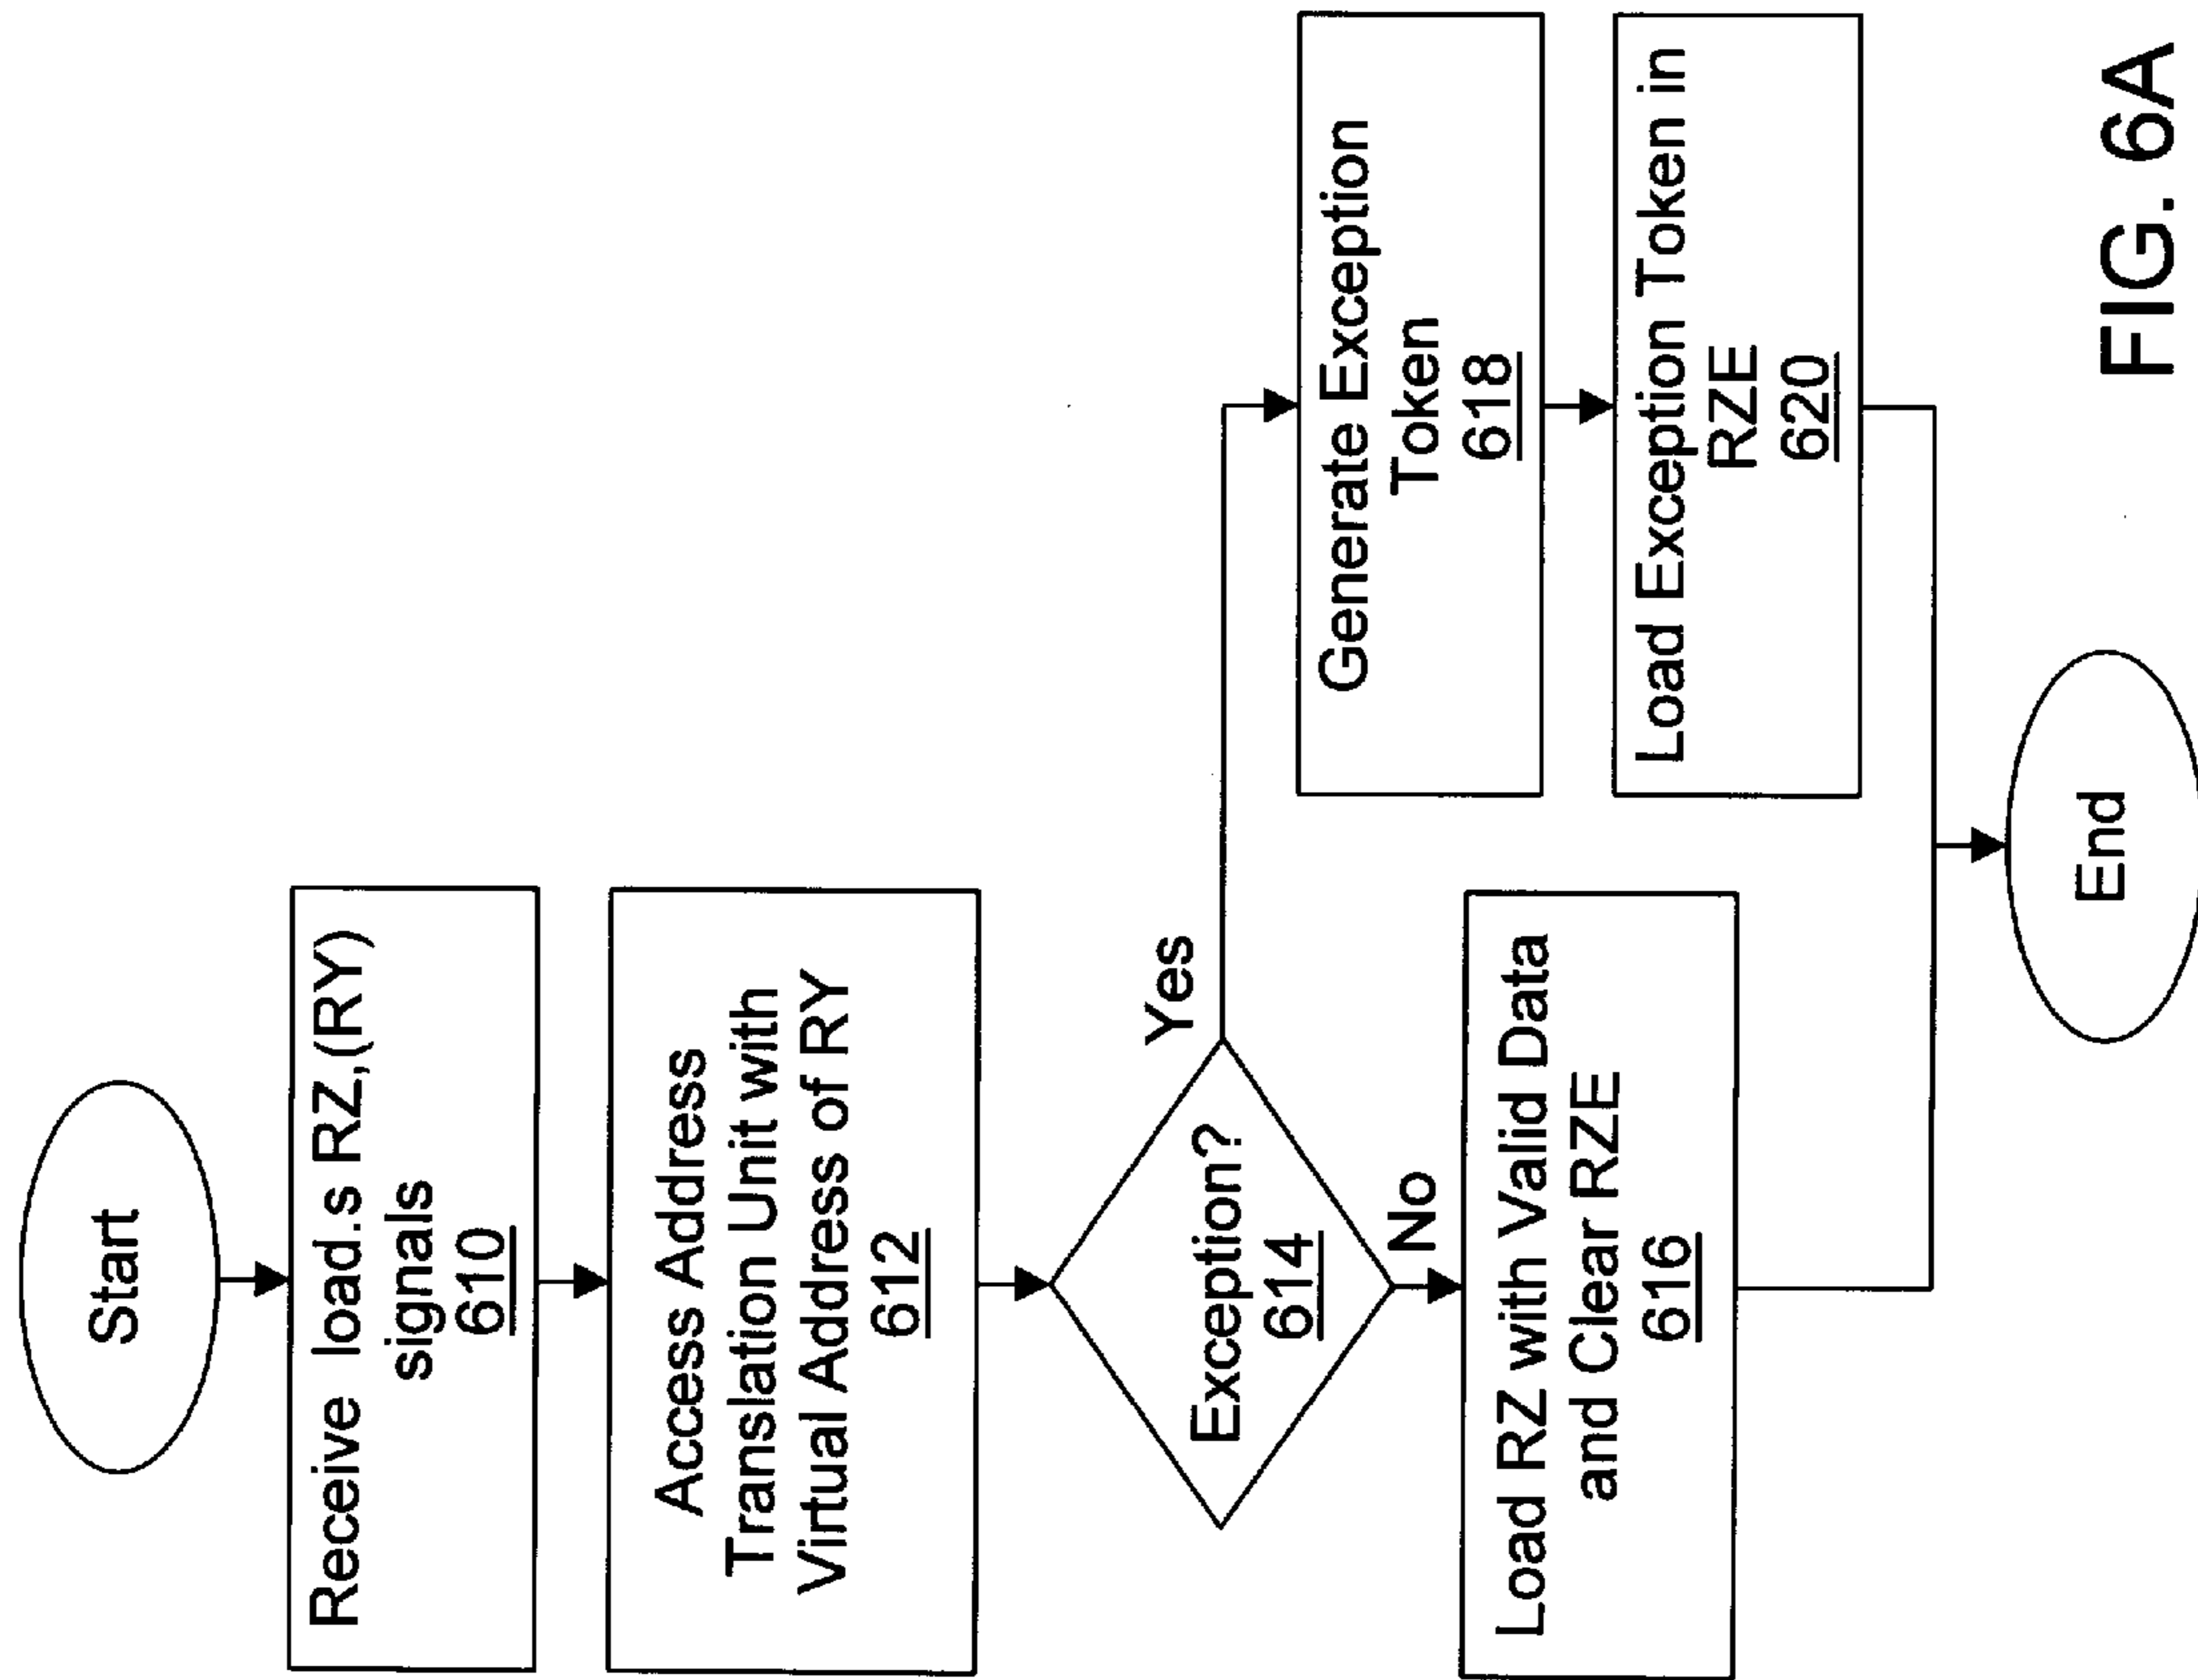 Start
Receive load.s RZ,(RY)
signals
610
Access Address
Translation Unit with
Virtual Address of RY
612
Exception?
614
Yes
No
Load RZ with Valid Data
and Clear RZE
616
Generate Exception
Token
618
Load Exception Token in
RZE
620
End
FIG. 6A